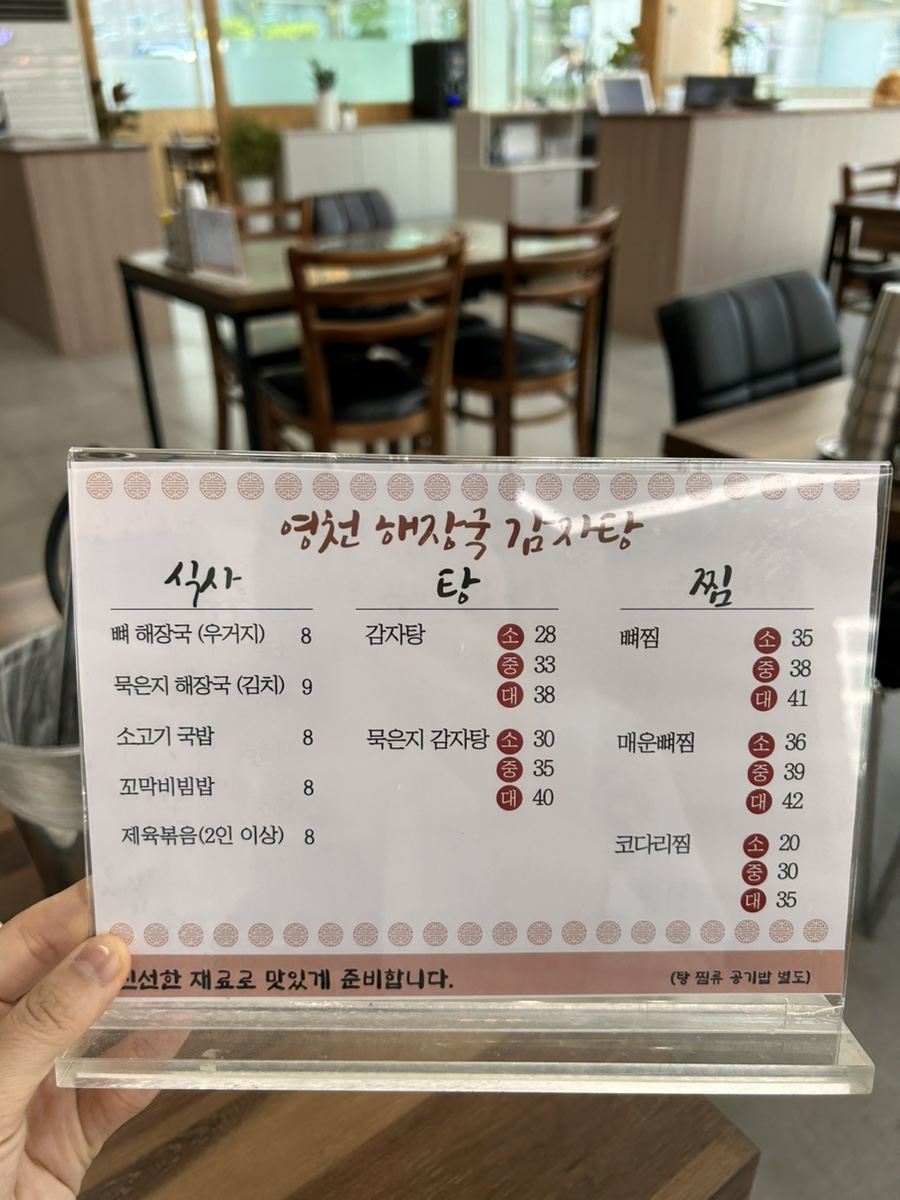 영천 해장국 감자탕
식사
뼈 해장국 (우거지) 8
묵은지 해장국 (김치) 9
소고기 국밥 8
꼬막비빔밥 8
제육볶음(2인 이상) 8
탕
감자탕 소 28
중 33
대 38
묵은지 감자탕 소 30
중 35
대 40
찜
뼈찜 소 35
중 38
대 41
매운뼈찜 소 36
중 39
대 42
코다리찜 소 20
중 30
대 35
신선한 재료로 맛있게 준비합니다.
(탕 찜류 공기밥 별도)